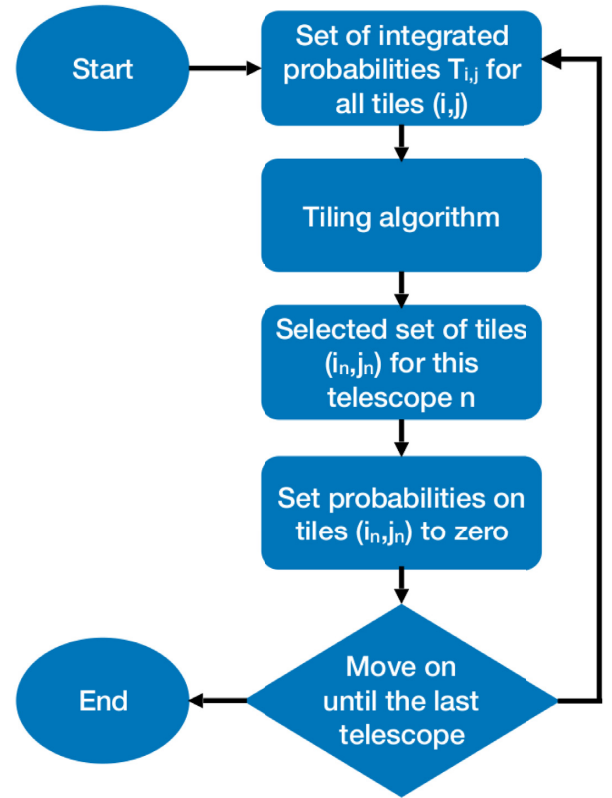 Start
Set of integrated
probabilities Tᵢ,ⱼ for
all tiles (i,j)
Tiling algorithm
Selected set of tiles
(iₙ,jₙ) for this
telescope n
Set probabilities on
tiles (iₙ,jₙ) to zero
Move on
until the last
telescope
End